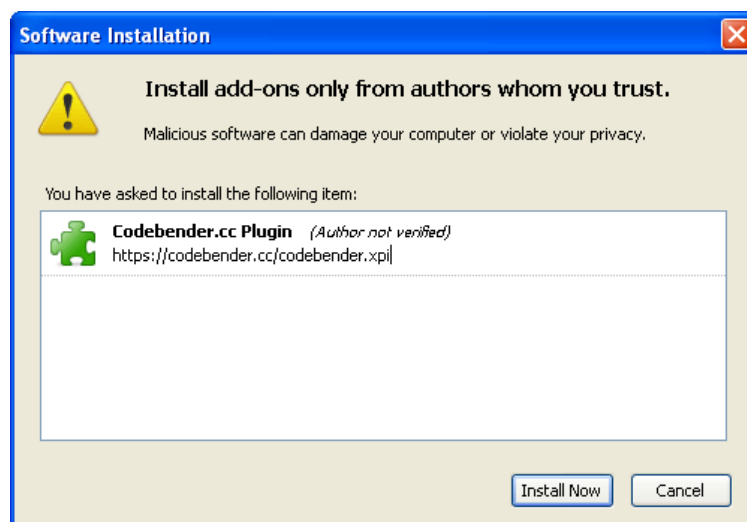 Software Installation
Install add-ons only from authors whom you trust.
Malicious software can damage your computer or violate your privacy.
You have asked to install the following item:
Codebender.cc Plugin (Author not verified)
https://codebender.cc/codebender.xpi
Install Now Cancel